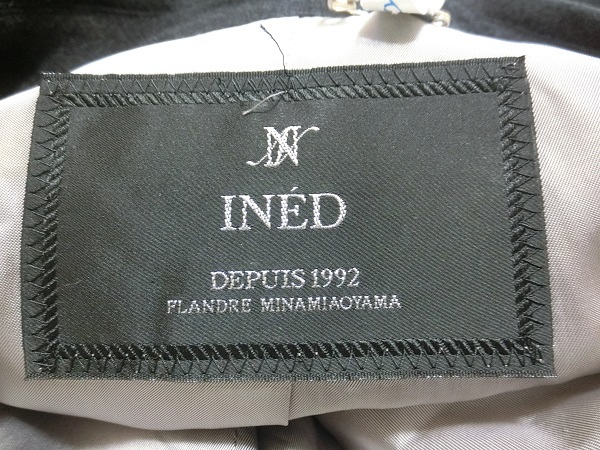 INÉD
DEPUIS 1992
FLANDRE MINAMIAOYAMA